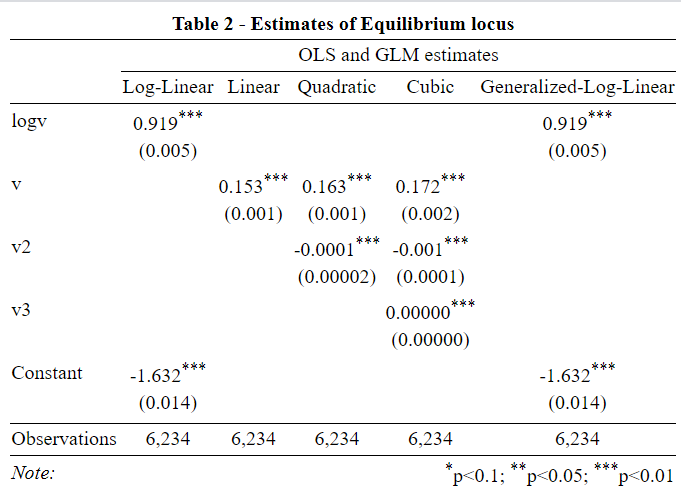 Table 2 - Estimates of Equilibrium locus
OLS and GLM estimates
Log-Linear Linear Quadratic Cubic Generalized-Log-Linear
logv 0.919*** 0.919***
(0.005) (0.005)
v 0.153*** 0.163*** 0.172***
(0.001) (0.001) (0.002)
v2 -0.0001*** -0.001***
(0.00002) (0.0001)
v3 0.00000***
(0.00000)
Constant -1.632*** -1.632***
(0.014) (0.014)
Observations 6,234 6,234 6,234 6,234 6,234
Note: *p<0.1; **p<0.05; ***p<0.01